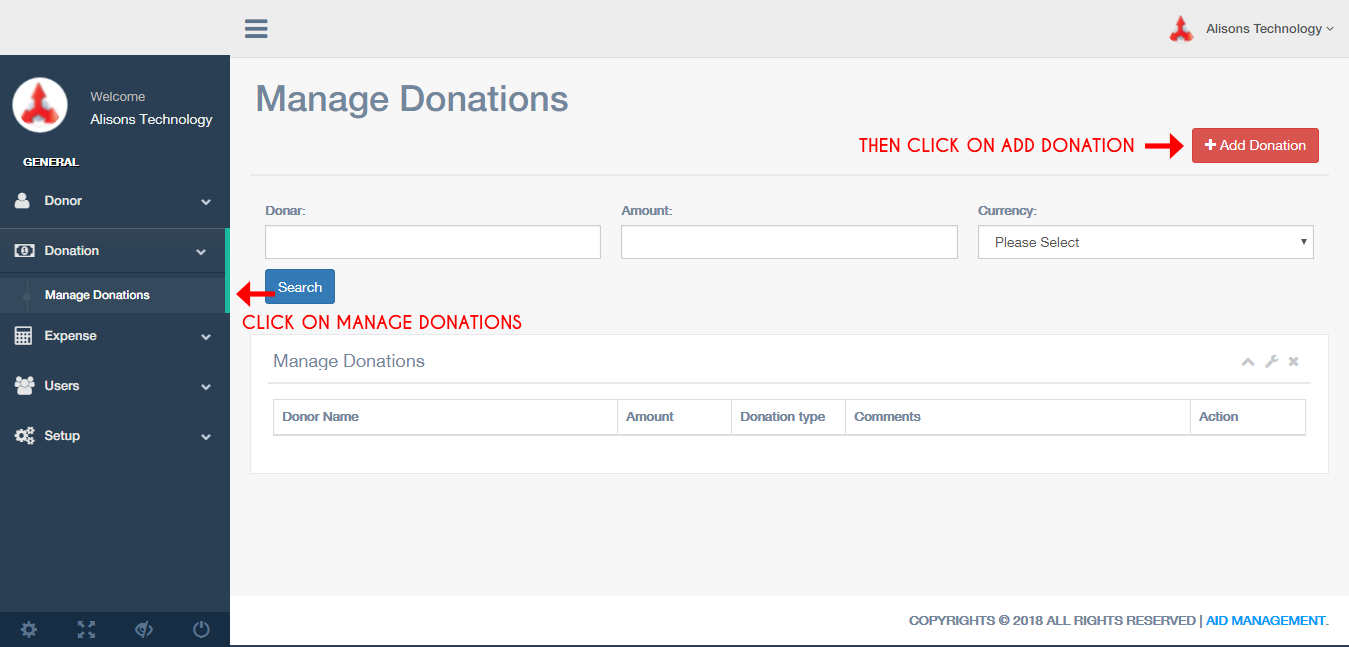 Alisons Technology
Welcome
Alisons Technology
GENERAL
Donor
Donation
Manage Donations
Expense
Users
Setup
Manage Donations
THEN CLICK ON ADD DONATION
Add Donation
Donar:
Amount:
Currency:
Please Select
Search
CLICK ON MANAGE DONATIONS
Manage Donations
Donor Name
Amount
Donation type
Comments
Action
COPYRIGHTS © 2018 ALL RIGHTS RESERVED | AID MANAGEMENT.